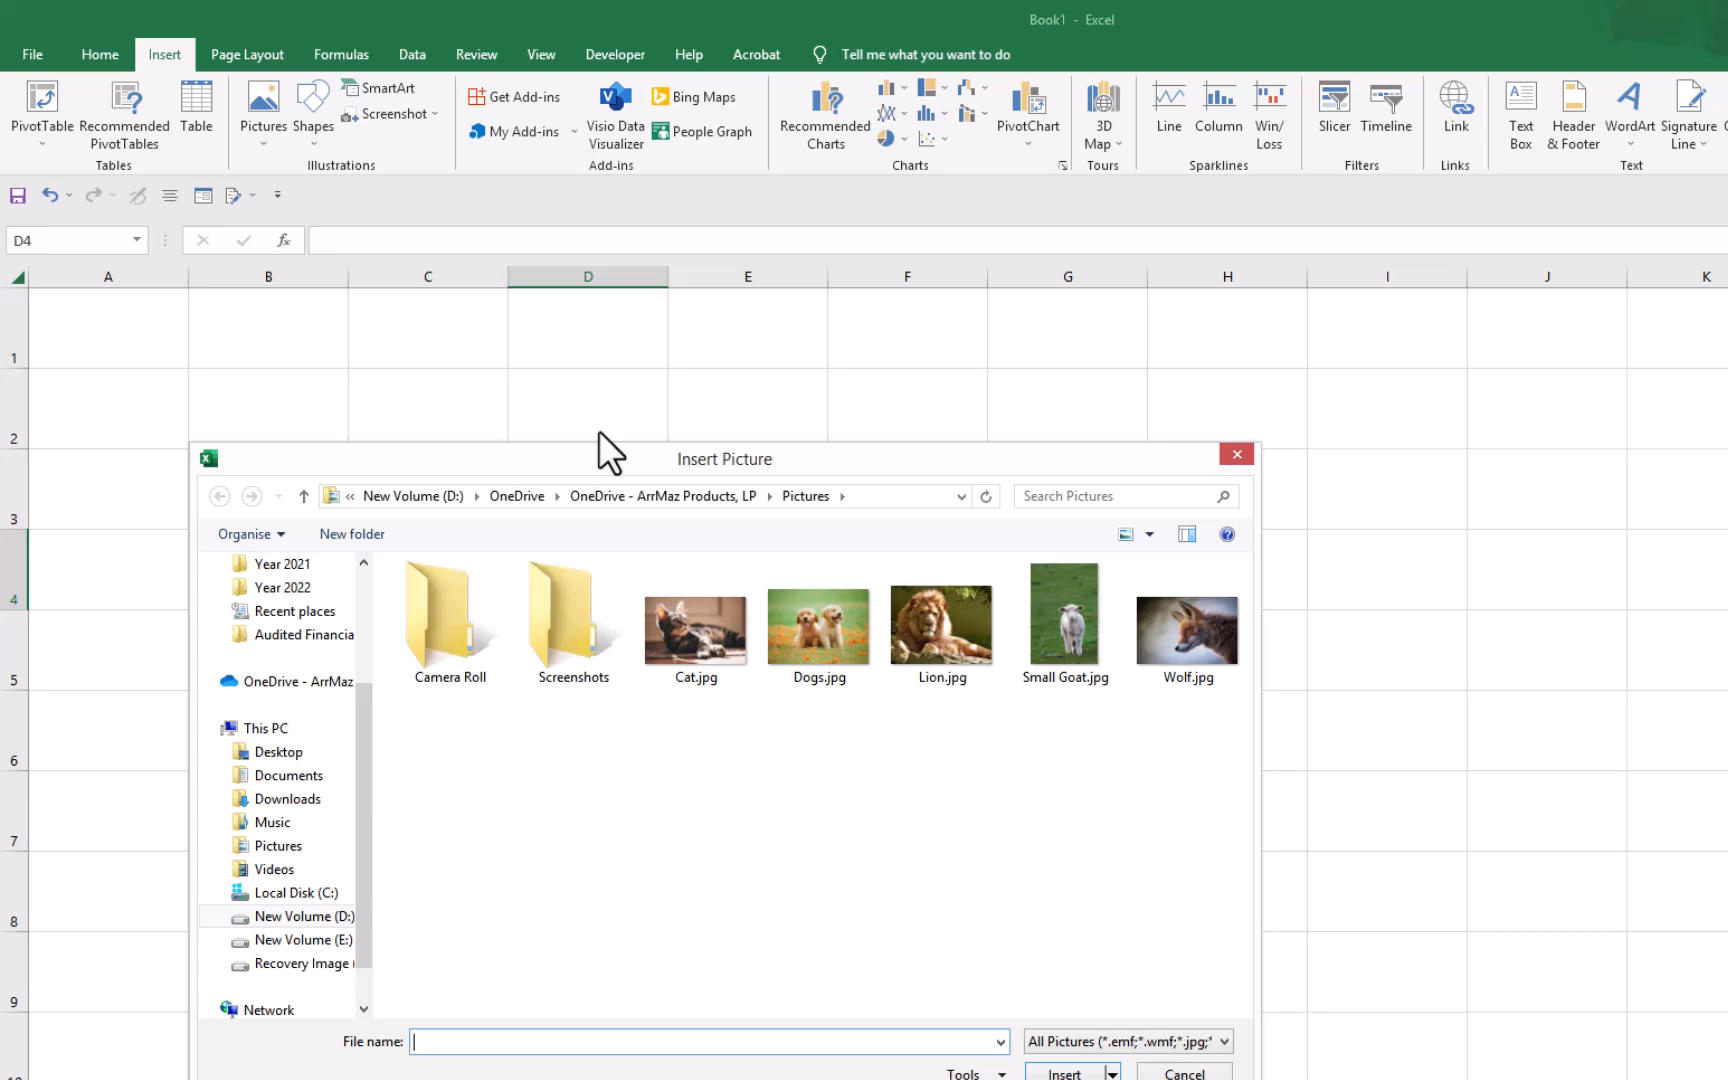 Book1 - Excel
File Home Insert Page Layout Formulas Data Review View Developer Help Acrobat Tell me what you want to do
PivotTable Recommended PivotTables Table
Tables
Pictures Shapes SmartArt Screenshot
Illustrations
Get Add-ins
My Add-ins
Visio Data Visualizer
Bing Maps
People Graph
Add-ins
Recommended Charts
PivotChart
Charts
3D Map
Tours
Line Column Win/Loss
Sparklines
Slicer Timeline
Filters
Link
Links
Text Box
Header & Footer
WordArt
Signature Line
Text
D4
fx
A B C D E F G H I J K
1
2
3
4
5
6
7
8
9
Insert Picture
« New Volume (D:) OneDrive OneDrive - ArrMaz Products, LP Pictures
Search Pictures
Organise New folder
Year 2021
Year 2022
Recent places
Audited Financia
OneDrive - ArrMaz
This PC
Desktop
Documents
Downloads
Music
Pictures
Videos
Local Disk (C:)
New Volume (D:)
New Volume (E:)
Recovery Image (
Network
Camera Roll Screenshots Cat.jpg Dogs.jpg Lion.jpg Small Goat.jpg Wolf.jpg
File name:
All Pictures (*.emf;*.wmf;*.jpg;*
Tools Insert Cancel